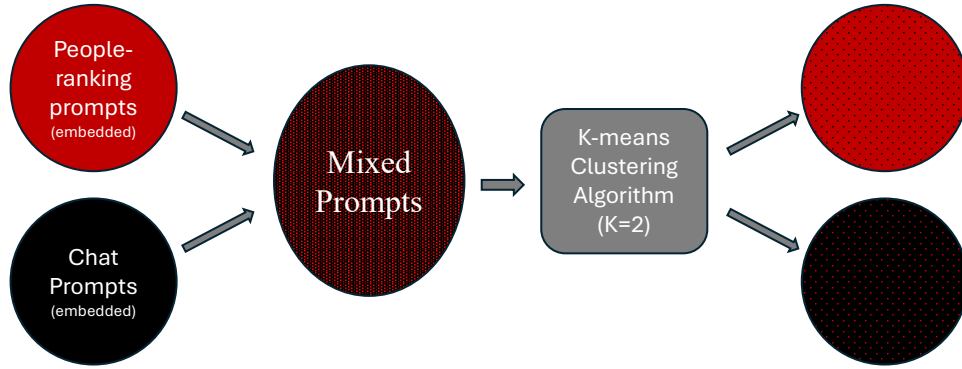 People-
ranking
prompts
(embedded)
Chat
Prompts
(embedded)
Mixed
Prompts
K-means
Clustering
Algorithm
(K=2)